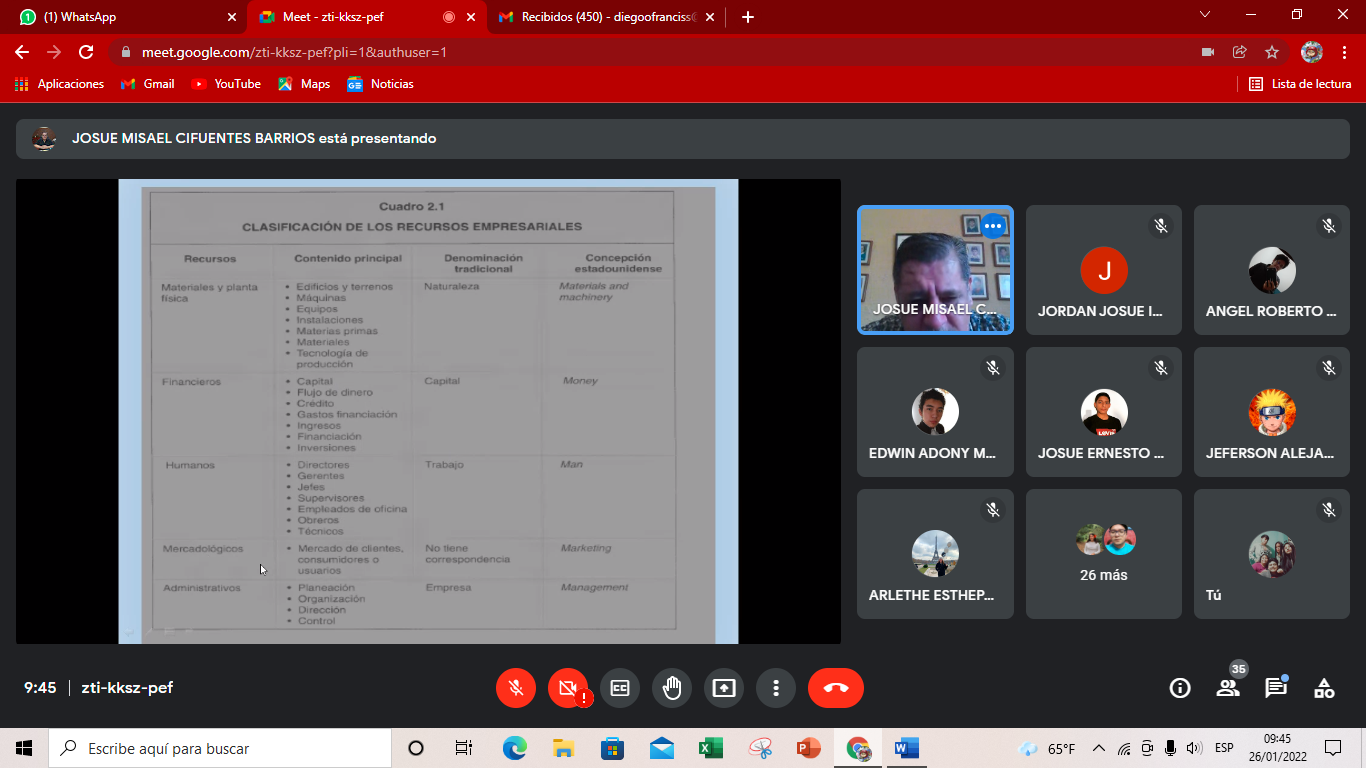 (1) WhatsApp
Meet - zti-kksz-pef
Recibidos (450) - diegoofranciss
meet.google.com/zti-kksz-pef?pli=1&authuser=1
Aplicaciones
Gmail
YouTube
Maps
Noticias
Lista de lectura
JOSUE MISAEL CIFUENTES BARRIOS está presentando
Cuadro 2.1
CLASIFICACIÓN DE LOS RECURSOS EMPRESARIALES
Recursos
Contenido principal
Denominación
tradicional
Concepción
estadounidense
Materiales y planta
física
• Edificios y terrenos
• Máquinas
• Equipos
• Instalaciones
• Materias primas
• Materiales
• Tecnología de
producción
Naturaleza
Materials and
machinery
Financieros
• Capital
• Flujo de dinero
• Crédito
• Gastos financiación
• Ingresos
• Financiación
• Inversiones
Capital
Money
Humanos
• Directores
• Gerentes
• Jefes
• Supervisores
• Empleados de oficina
• Obreros
• Técnicos
Trabajo
Man
Mercadológicos
• Mercado de clientes,
consumidores o
usuarios
No tiene
correspondencia
Marketing
Administrativos
• Planeación
• Organización
• Dirección
• Control
Empresa
Management
JOSUE MISAEL C...
J
JORDAN JOSUE I...
ANGEL ROBERTO ...
EDWIN ADONY M...
JOSUE ERNESTO ...
JEFERSON ALEJA...
ARLETHE ESTHEP...
26 más
Tú
9:45 | zti-kksz-pef
35
Escribe aquí para buscar
65°F
ESP
09:45
26/01/2022